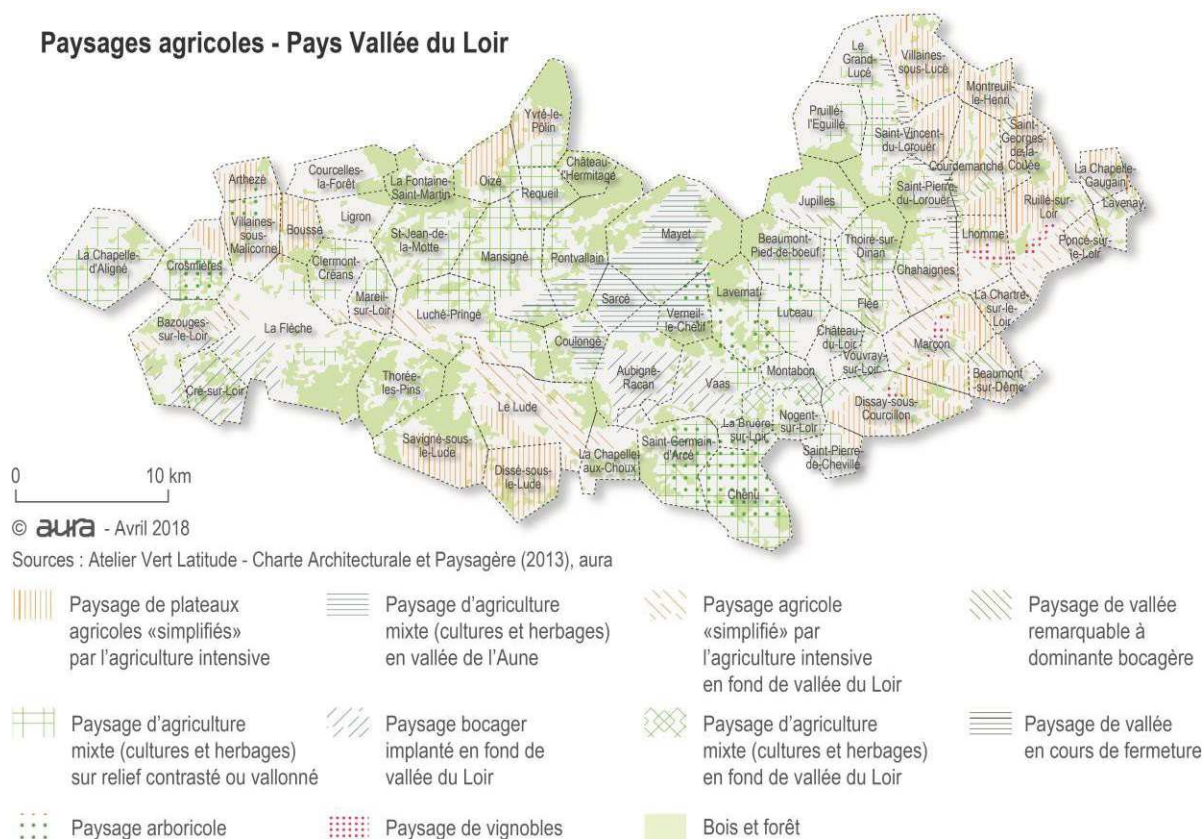 Paysages agricoles - Pays Vallée du Loir
Le
Grand-
Lucé
Villaines-
sous-Lucé
Montreuil-
le-Henri
Yvré-le-
Pôlin
Pruillé-
l'Eguillé
Saint-Vincent-
du-Lorouër
Saint-
Georges-
de-la
Couée
Courdemanche
La Chapelle-
Gaugain
Lavenay
Courcelles-
la-Forêt
La Fontaine-
Saint-Martin
Oizé
Château-
l'Hermitage
Requeil
Arthezé
Saint-Pierre-
du-Lorouër
Jupilles
Ruillé-sur-
Loir
Villaines-
sous-
Malicorne
Boussé
Ligron
St-Jean-de-
la-Motte
Mayet
Lhomme
Poncé-sur-
le-Loir
La Chapelle-
d'Aligné
Crosmières
Clermont-
Créans
Mansigné
Pontvallain
Beaumont-
Pied-de-boeuf
Thoiré-sur-
Dinan
Chahaignes
Mareil-
sur-Loir
Luché-Pringé
Sarcé
Lavernat
Luceau
Flée
La Chartre-
sur-le-
Loir
Bazouges-
sur-le-Loir
La Flèche
Coulongé
Verneil-
le-Chétif
Château-
du-Loir
Vouvray-
sur-Loir
Marçon
Cré-sur-Loir
Thorée-
les-Pins
Aubigné-
Racan
Vaas
Montabon
Beaumont
-sur-Dême
Le Lude
Nogent-
sur-Loir
Dissay-sous-
Courcillon
Savigné-sous-
le-Lude
Dissé-sous-
le-Lude
La Chapelle-
aux-Choux
Saint-Germain-
d'Arcé
La Bruère-
sur-Loir
Saint-Pierre-
de-Chevillé
Chenu
0 10 km
© aura - Avril 2018
Sources : Atelier Vert Latitude - Charte Architecturale et Paysagère (2013), aura
Paysage de plateaux
agricoles «simplifiés»
par l'agriculture intensive
Paysage d'agriculture
mixte (cultures et herbages)
en vallée de l'Aune
Paysage agricole
«simplifié» par
l'agriculture intensive
en fond de vallée du Loir
Paysage de vallée
remarquable à
dominante bocagère
Paysage d'agriculture
mixte (cultures et herbages)
sur relief contrasté ou vallonné
Paysage bocager
implanté en fond de
vallée du Loir
Paysage d'agriculture
mixte (cultures et herbages)
en fond de vallée du Loir
Paysage de vallée
en cours de fermeture
Paysage arboricole
Paysage de vignobles
Bois et forêt